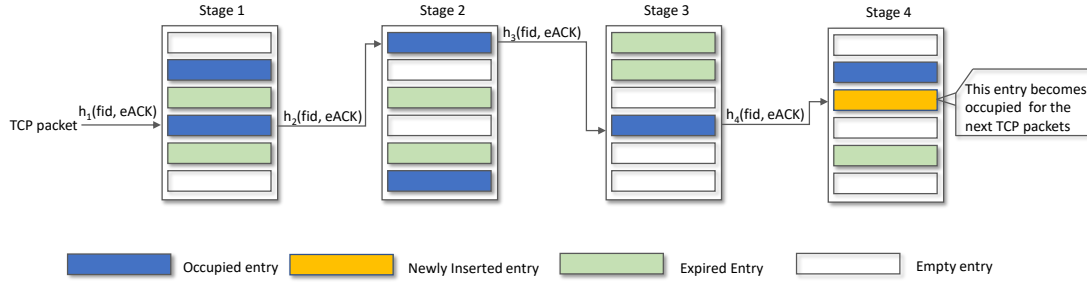 Stage 1
Stage 2
Stage 3
Stage 4
TCP packet
h1(fid, eACK)
h2(fid, eACK)
h3(fid, eACK)
h4(fid, eACK)
This entry becomes
occupied for the
next TCP packets
Occupied entry
Newly Inserted entry
Expired Entry
Empty entry